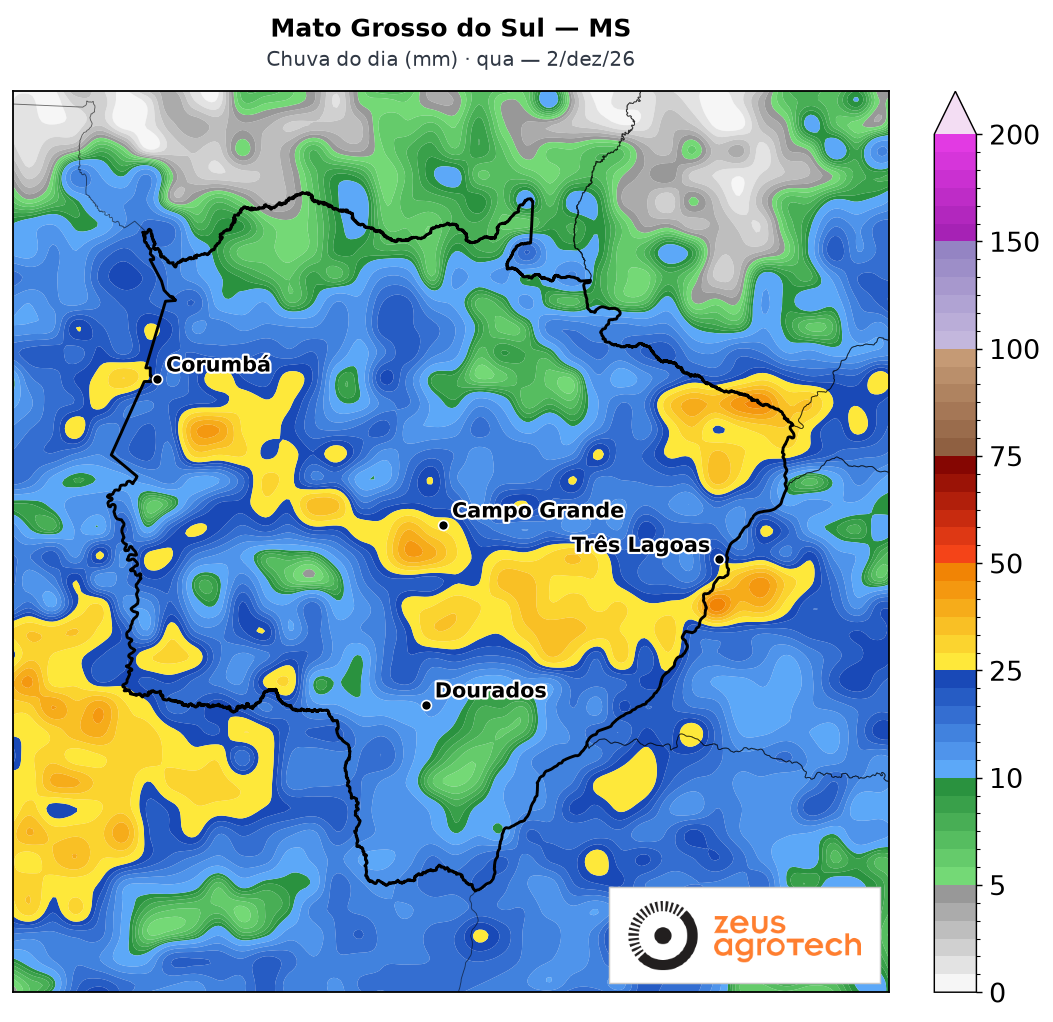 Mato Grosso do Sul — MS
Chuva do dia (mm) · qua — 2/dez/26
200
150
100
75
50
25
10
5
0
Corumbá
Campo Grande
Três Lagoas
Dourados
zeus
agrotech